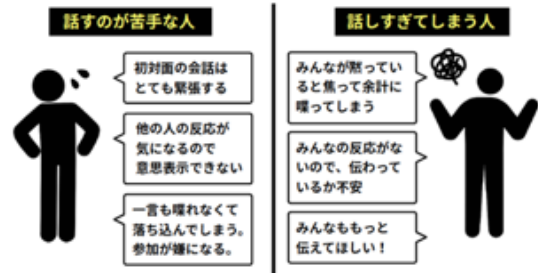 話すのが苦手な人
初対面の会話は
とても緊張する
他の人の反応が
気になるので
意思表示できない
一言も喋れなくて
落ち込んでしまう。
参加が嫌になる。
話しすぎてしまう人
みんなが黙ってい
ると焦って余計に
喋ってしまう
みんなの反応がな
いので、伝わって
いるか不安
みんなももっと
伝えてほしい！